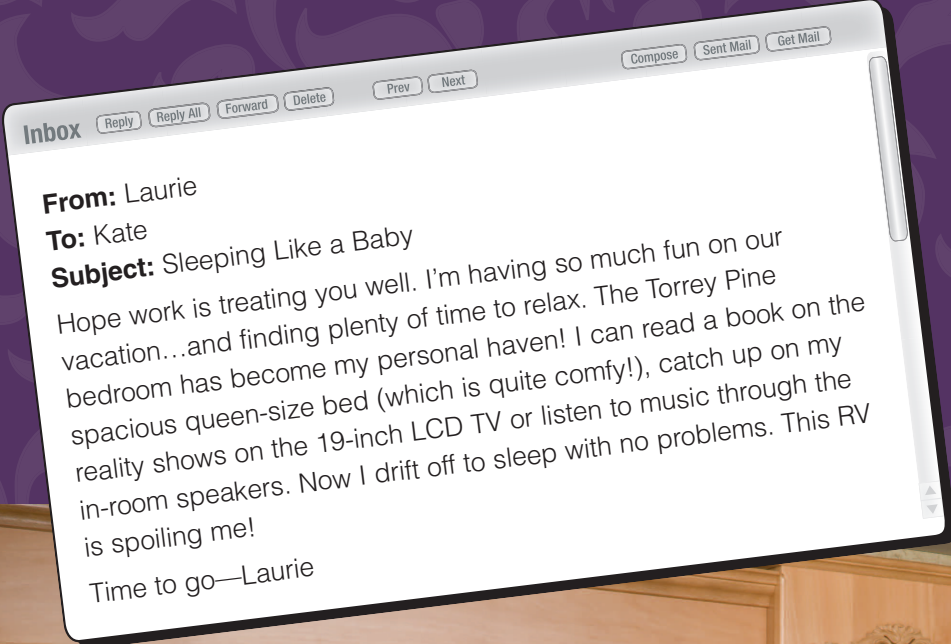 Inbox Reply Reply All Forward Delete Prev Next Compose Sent Mail Get Mail
From: Laurie
To: Kate
Subject: Sleeping Like a Baby
Hope work is treating you well. I’m having so much fun on our
vacation…and finding plenty of time to relax. The Torrey Pine
bedroom has become my personal haven! I can read a book on the
spacious queen-size bed (which is quite comfy!), catch up on my
reality shows on the 19-inch LCD TV or listen to music through the
in-room speakers. Now I drift off to sleep with no problems. This RV
is spoiling me!
Time to go—Laurie